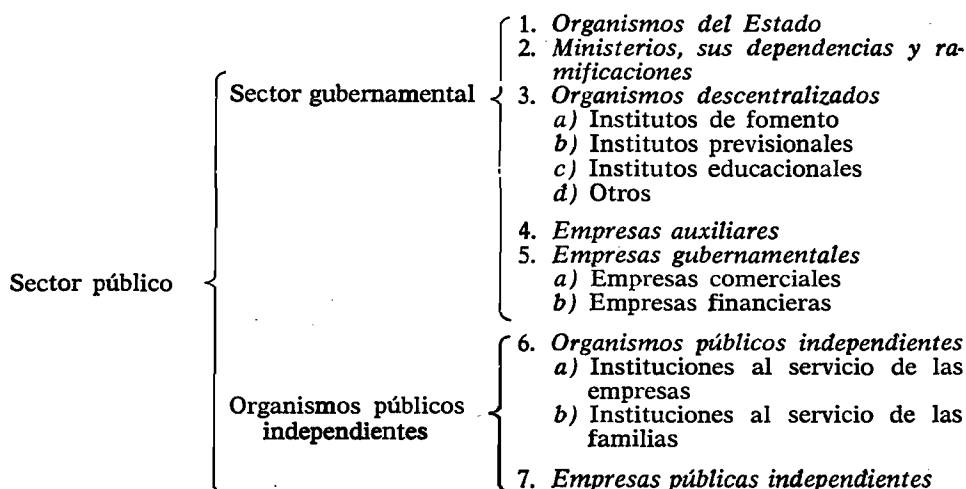 Sector público
Sector gubernamental
1. Organismos del Estado
2. Ministerios, sus dependencias y ra-
mificaciones
3. Organismos descentralizados
a) Institutos de fomento
b) Institutos previsionales
c) Institutos educacionales
d) Otros
4. Empresas auxiliares
5. Empresas gubernamentales
a) Empresas comerciales
b) Empresas financieras
Organismos públicos
independientes
6. Organismos públicos independientes
a) Instituciones al servicio de las
empresas
b) Instituciones al servicio de las
familias
7. Empresas públicas independientes